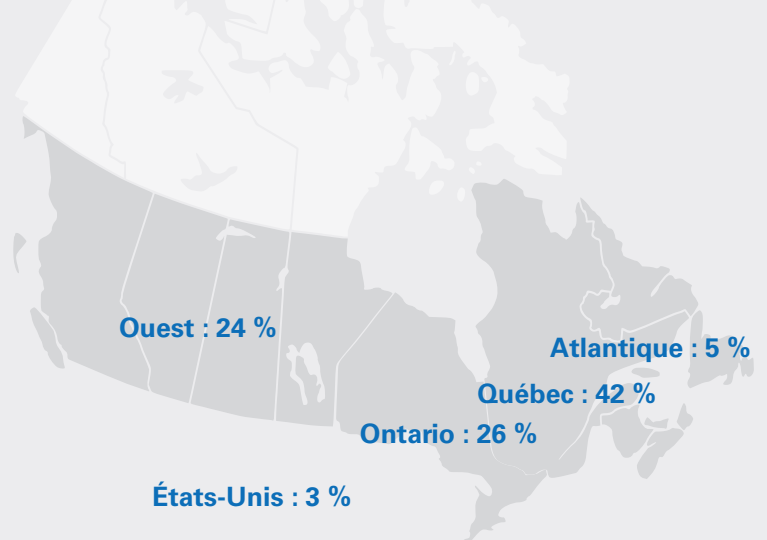 Ouest : 24 %
Atlantique : 5 %
Québec : 42 %
Ontario : 26 %
États-Unis : 3 %